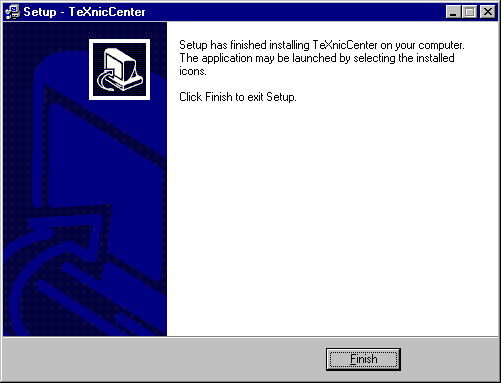 Setup - TeXnicCenter
Setup has finished installing TeXnicCenter on your computer.
The application may be launched by selecting the installed
icons.
Click Finish to exit Setup.
Finish